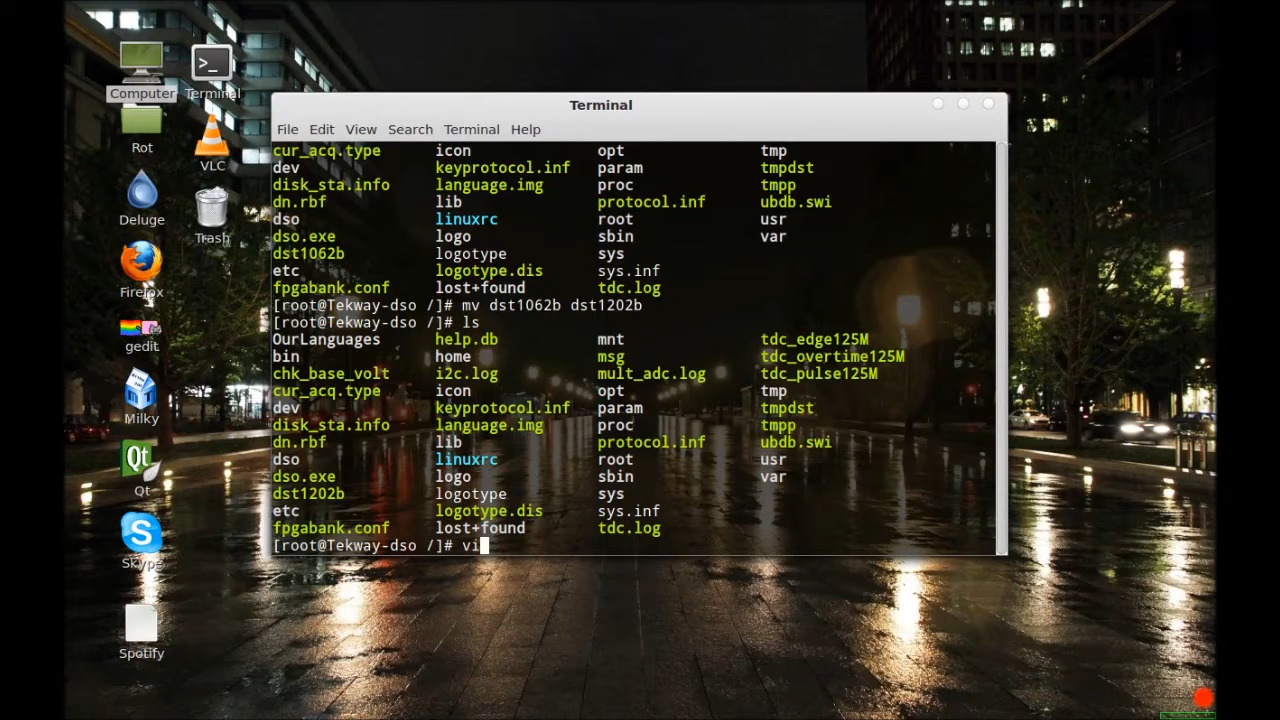 Computer
Terminal
Rot
VLC
Deluge
Trash
Firefox
gedit
Milky
Qt
Qt
Skype
Spotify
Terminal
File Edit View Search Terminal Help
cur_acq.type icon opt tmp
dev keyprotocol.inf param tmpdst
disk_sta.info language.img proc tmpp
dn.rbf lib protocol.inf ubdb.swi
dso linuxrc root usr
dso.exe logo sbin var
dst1062b logotype sys
etc logotype.dis sys.inf
fpgabank.conf lost+found tdc.log
[root@Tekway-dso /]# mv dst1062b dst1202b
[root@Tekway-dso /]# ls
OurLanguages help.db mnt tdc_edge125M
bin home msg tdc_overtime125M
chk_base_volt i2c.log mult_adc.log tdc_pulse125M
cur_acq.type icon opt tmp
dev keyprotocol.inf param tmpdst
disk_sta.info language.img proc tmpp
dn.rbf lib protocol.inf ubdb.swi
dso linuxrc root usr
dso.exe logo sbin var
dst1202b logotype sys
etc logotype.dis sys.inf
fpgabank.conf lost+found tdc.log
[root@Tekway-dso /]# vi